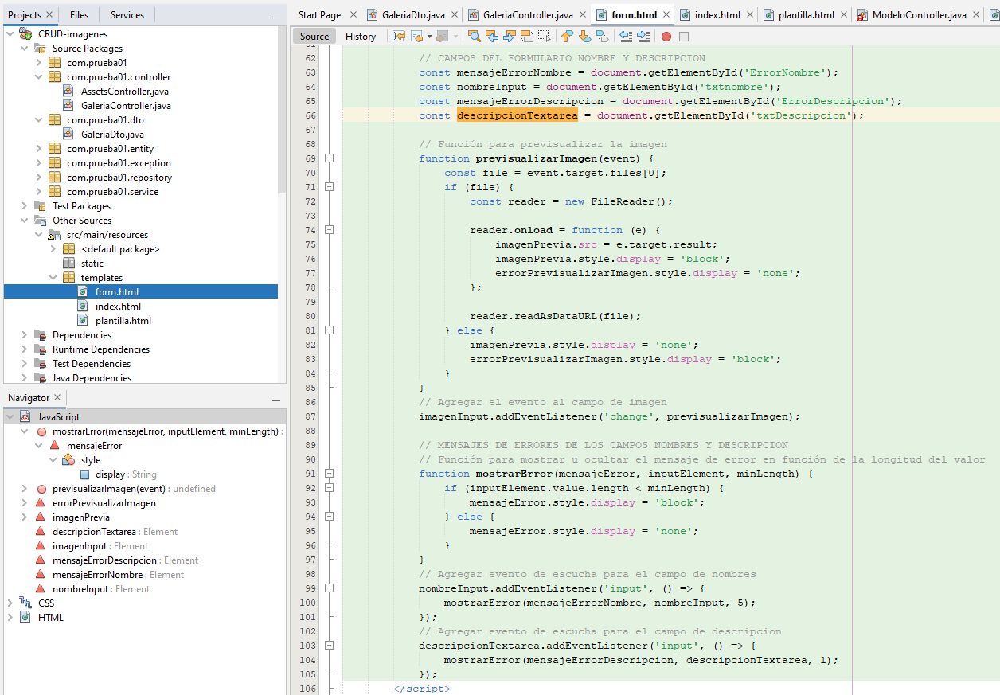 Projects
Files
Services
CRUD-imagenes
Source Packages
com.prueba01
com.prueba01.controller
AssetsController.java
GaleriaController.java
com.prueba01.dto
GaleriaDto.java
com.prueba01.entity
com.prueba01.exception
com.prueba01.repository
com.prueba01.service
Test Packages
Other Sources
src/main/resources
<default package>
static
templates
form.html
index.html
plantilla.html
Dependencies
Runtime Dependencies
Test Dependencies
Java Dependencies
Navigator
JavaScript
mostrarError(mensajeError, inputElement, minLength) :
mensajeError
style
display : String
previsualizarImagen(event) : undefined
errorPrevisualizarImagen
imagenPrevia
descripcionTextarea : Element
imagenInput : Element
mensajeErrorDescripcion : Element
mensajeErrorNombre : Element
nombreInput : Element
CSS
HTML
Start Page
GaleriaDto.java
GaleriaController.java
form.html
index.html
plantilla.html
ModeloController.java
Source
History
62 // CAMPOS DEL FORMULARIO NOMBRE Y DESCRIPCION
63 const mensajeErrorNombre = document.getElementById('ErrorNombre');
64 const nombreInput = document.getElementById('txtnombre');
65 const mensajeErrorDescripcion = document.getElementById('ErrorDescripcion');
66 const descripcionTextarea = document.getElementById('txtDescripcion');
67
68 // Función para previsualizar la imagen
69 function previsualizarImagen(event) {
70 const file = event.target.files[0];
71 if (file) {
72 const reader = new FileReader();
73
74 reader.onload = function (e) {
75 imagenPrevia.src = e.target.result;
76 imagenPrevia.style.display = 'block';
77 errorPrevisualizarImagen.style.display = 'none';
78 };
79
80 reader.readAsDataURL(file);
81 } else {
82 imagenPrevia.style.display = 'none';
83 errorPrevisualizarImagen.style.display = 'block';
84 }
85 }
86 // Agregar el evento al campo de imagen
87 imagenInput.addEventListener('change', previsualizarImagen);
88
89 // MENSAJES DE ERRORES DE LOS CAMPOS NOMBRES Y DESCRIPCION
90 // Función para mostrar u ocultar el mensaje de error en función de la longitud del valor
91 function mostrarError(mensajeError, inputElement, minLength) {
92 if (inputElement.value.length < minLength) {
93 mensajeError.style.display = 'block';
94 } else {
95 mensajeError.style.display = 'none';
96 }
97 }
98 // Agregar evento de escucha para el campo de nombres
99 nombreInput.addEventListener('input', () => {
100 mostrarError(mensajeErrorNombre, nombreInput, 5);
101 });
102 // Agregar evento de escucha para el campo de descripcion
103 descripcionTextarea.addEventListener('input', () => {
104 mostrarError(mensajeErrorDescripcion, descripcionTextarea, 1);
105 });
106 </script>